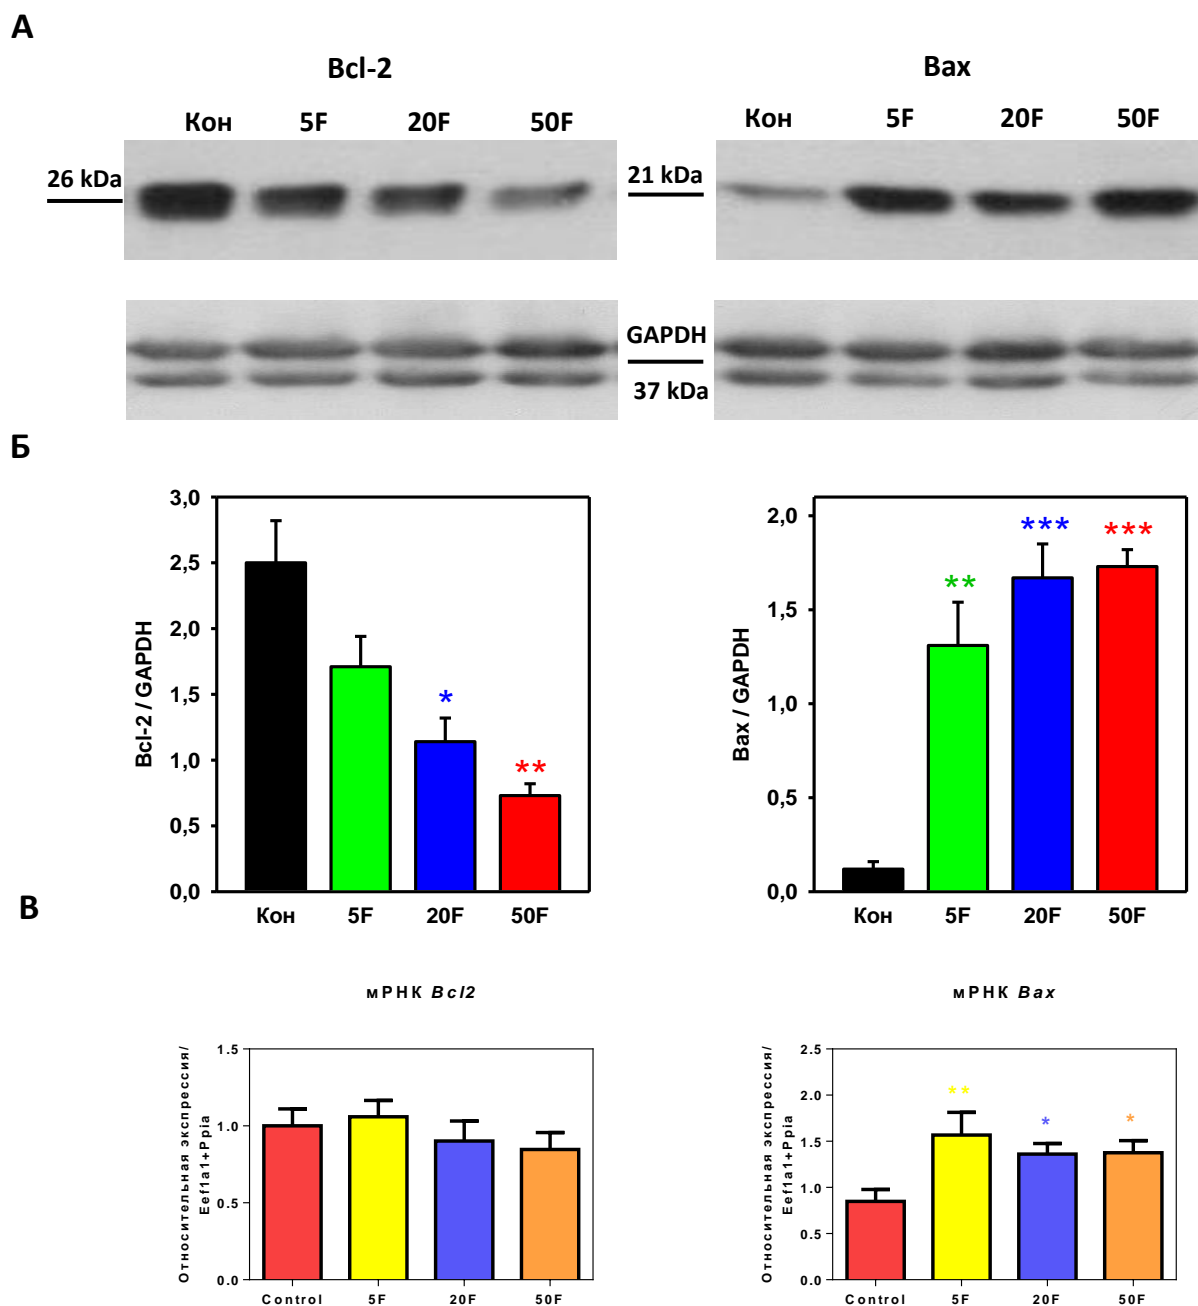 А
Bcl-2
Bax
Кон 5F 20F 50F
Кон 5F 20F 50F
26 kDa
21 kDa
GAPDH
37 kDa
Б
3,0
2,5
2,0
1,5
1,0
0,5
0,0
Bcl-2 / GAPDH
*
**
Кон 5F 20F 50F
2,0
1,5
1,0
0,5
0,0
Bax / GAPDH
**
***
***
Кон 5F 20F 50F
В
мРНК Bcl2
1.5
1.0
0.5
0.0
Относительная экспрессия/
Eef1a1+Ppia
Control 5F 20F 50F
мРНК Bax
2.5
2.0
1.5
1.0
0.5
0.0
Относительная экспрессия/
Eef1a1+Ppia
**
*
*
Control 5F 20F 50F